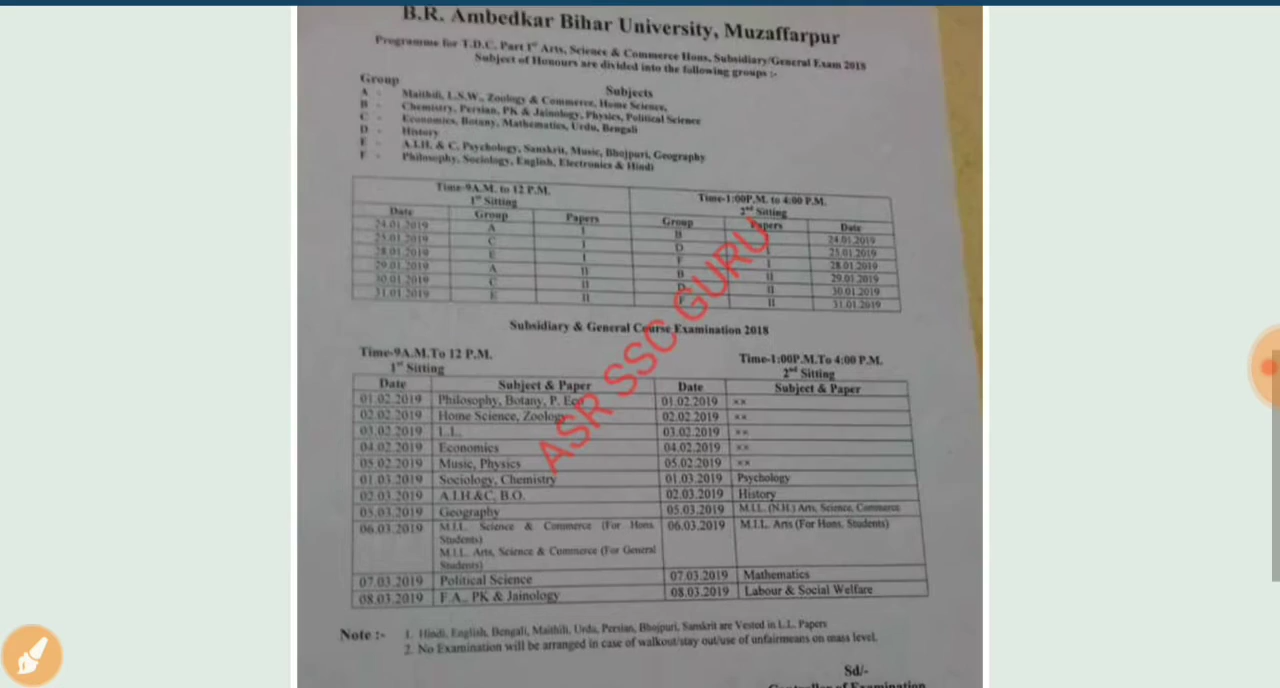 B.R. Ambedkar Bihar University, Muzaffarpur
Programme for T.D.C. Part 1st Arts, Science & Commerce Hons, Subsidiary/General Exam 2018
Subject of Honours are divided into the following groups :-
Group Subjects
A - Maithili, L.S.W., Zoology & Commerce, Home Science,
B - Chemistry, Persian, PK & Jainology, Physics, Political Science
C - Economics, Botany, Mathematics, Urdu, Bengali
D - History
E - A.I.H. & C, Psychology, Sanskrit, Music, Bhojpuri, Geography
F - Philosophy, Sociology, English, Electronics & Hindi
Time-9A.M. to 12 P.M. Time-1:00P.M. to 4:00 P.M.
1st Sitting 2nd Sitting
Date Group Papers Group Papers Date
24.01.2019 A I B 24.01.2019
25.01.2019 C I D I 25.01.2019
28.01.2019 E I F I 28.01.2019
29.01.2019 A II B II 29.01.2019
30.01.2019 C II D II 30.01.2019
31.01.2019 E II F II 31.01.2019
Subsidiary & General Course Examination 2018
Time-9A.M.To 12 P.M. Time-1:00P.M.To 4:00 P.M.
1st Sitting 2nd Sitting
Date Subject & Paper Date Subject & Paper
01.02.2019 Philosophy, Botany, P. Eco 01.02.2019 ××
02.02.2019 Home Science, Zoology 02.02.2019 ××
03.02.2019 L.L. 03.02.2019 ××
04.02.2019 Economics 04.02.2019 ××
05.02.2019 Music, Physics 05.02.2019 ××
01.03.2019 Sociology, Chemistry 01.03.2019 Psychology
02.03.2019 A.I.H.&C, B.O. 02.03.2019 History
05.03.2019 Geography 05.03.2019 M.I.L. (N.H.) Arts, Science, Commerce
06.03.2019 M.I.L. Science & Commerce (For Hons 06.03.2019 M.I.L. Arts (For Hons. Students)
Students)
M.I.L. Arts, Science & Commerce (For General
Students)
07.03.2019 Political Science 07.03.2019 Mathematics
08.03.2019 F.A., PK & Jainology 08.03.2019 Labour & Social Welfare
Note :- 1. Hindi, English, Bengali, Maithili, Urdu, Persian, Bhojpuri, Sanskrit are Vested in L.L. Papers
2. No Examination will be arranged in case of walkout/stay out/use of unfairmeans on mass level.
Sd/-
Controller of Examination
ASR SSC GURU